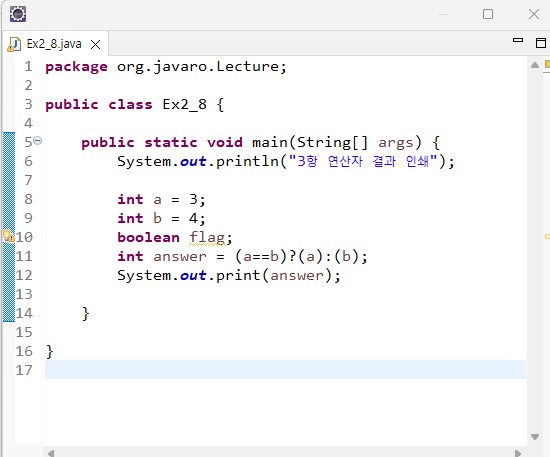 Ex2_8.java
1 package org.javaro.Lecture;
2
3 public class Ex2_8 {
4
5 public static void main(String[] args) {
6 System.out.println("3항 연산자 결과 인쇄");
7
8 int a = 3;
9 int b = 4;
10 boolean flag;
11 int answer = (a==b)?(a):(b);
12 System.out.print(answer);
13
14 }
15
16 }
17